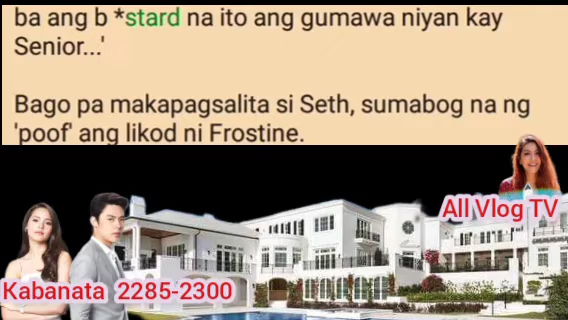 ba ang b *stard na ito ang gumawa niyan kay
Senior...'
Bago pa makapagsalita si Seth, sumabog na ng
'poof' ang likod ni Frostine.
All Vlog TV
Kabanata 2285-2300